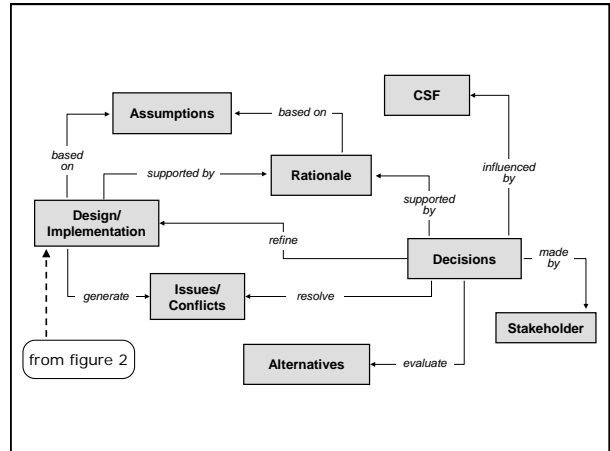 CSF
Assumptions
based on
based
on
influenced
by
supported by
Rationale
supported
by
Design/
Implementation
refine
Decisions
made
by
Issues/
Conflicts
generate
resolve
Stakeholder
from figure 2
Alternatives
evaluate